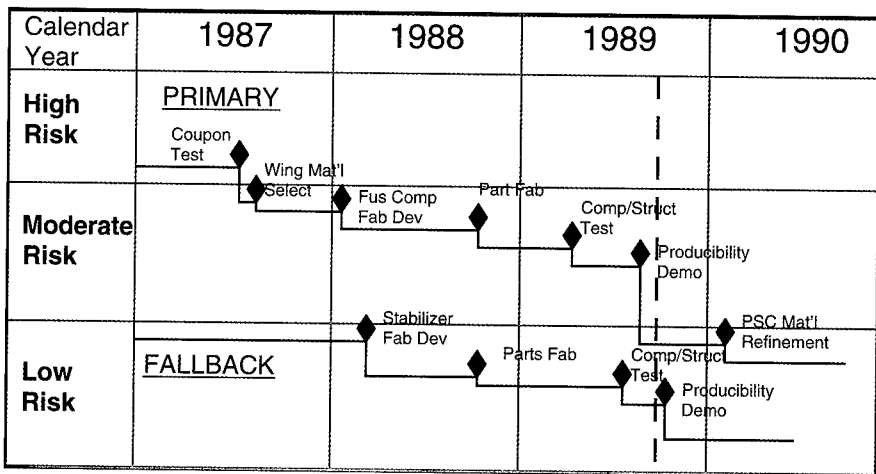 Calendar
Year
1987
1988
1989
1990
High
Risk
PRIMARY
Coupon
Test
Wing Mat'l
Select
Fus Comp
Fab Dev
Part Fab
Comp/Struct
Test
Moderate
Risk
Producibility
Demo
Stabilizer
Fab Dev
PSC Mat'l
Refinement
Low
Risk
FALLBACK
Parts Fab
Comp/Struct
Test
Producibility
Demo